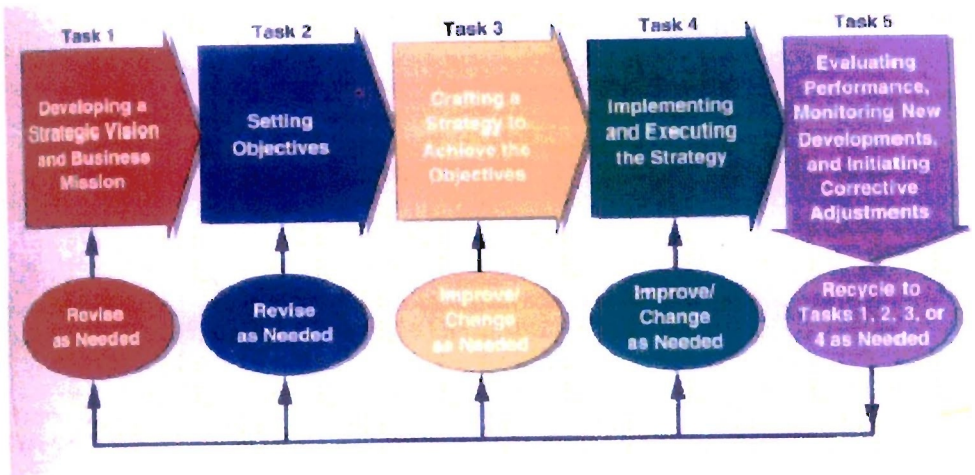 Task 1
Developing a
Strategic Vision
and Business
Mission
Task 2
Setting
Objectives
Task 3
Crafting a
Strategy to
Achieve the
Objectives
Task 4
Implementing
and Executing
the Strategy
Task 5
Evaluating
Performance,
Monitoring New
Developments,
and Initiating
Corrective
Adjustments
Revise
as Needed
Revise
as Needed
Improve/
Change
as Needed
Improve/
Change
as Needed
Recycle to
Tasks 1, 2, 3, or
4 as Needed